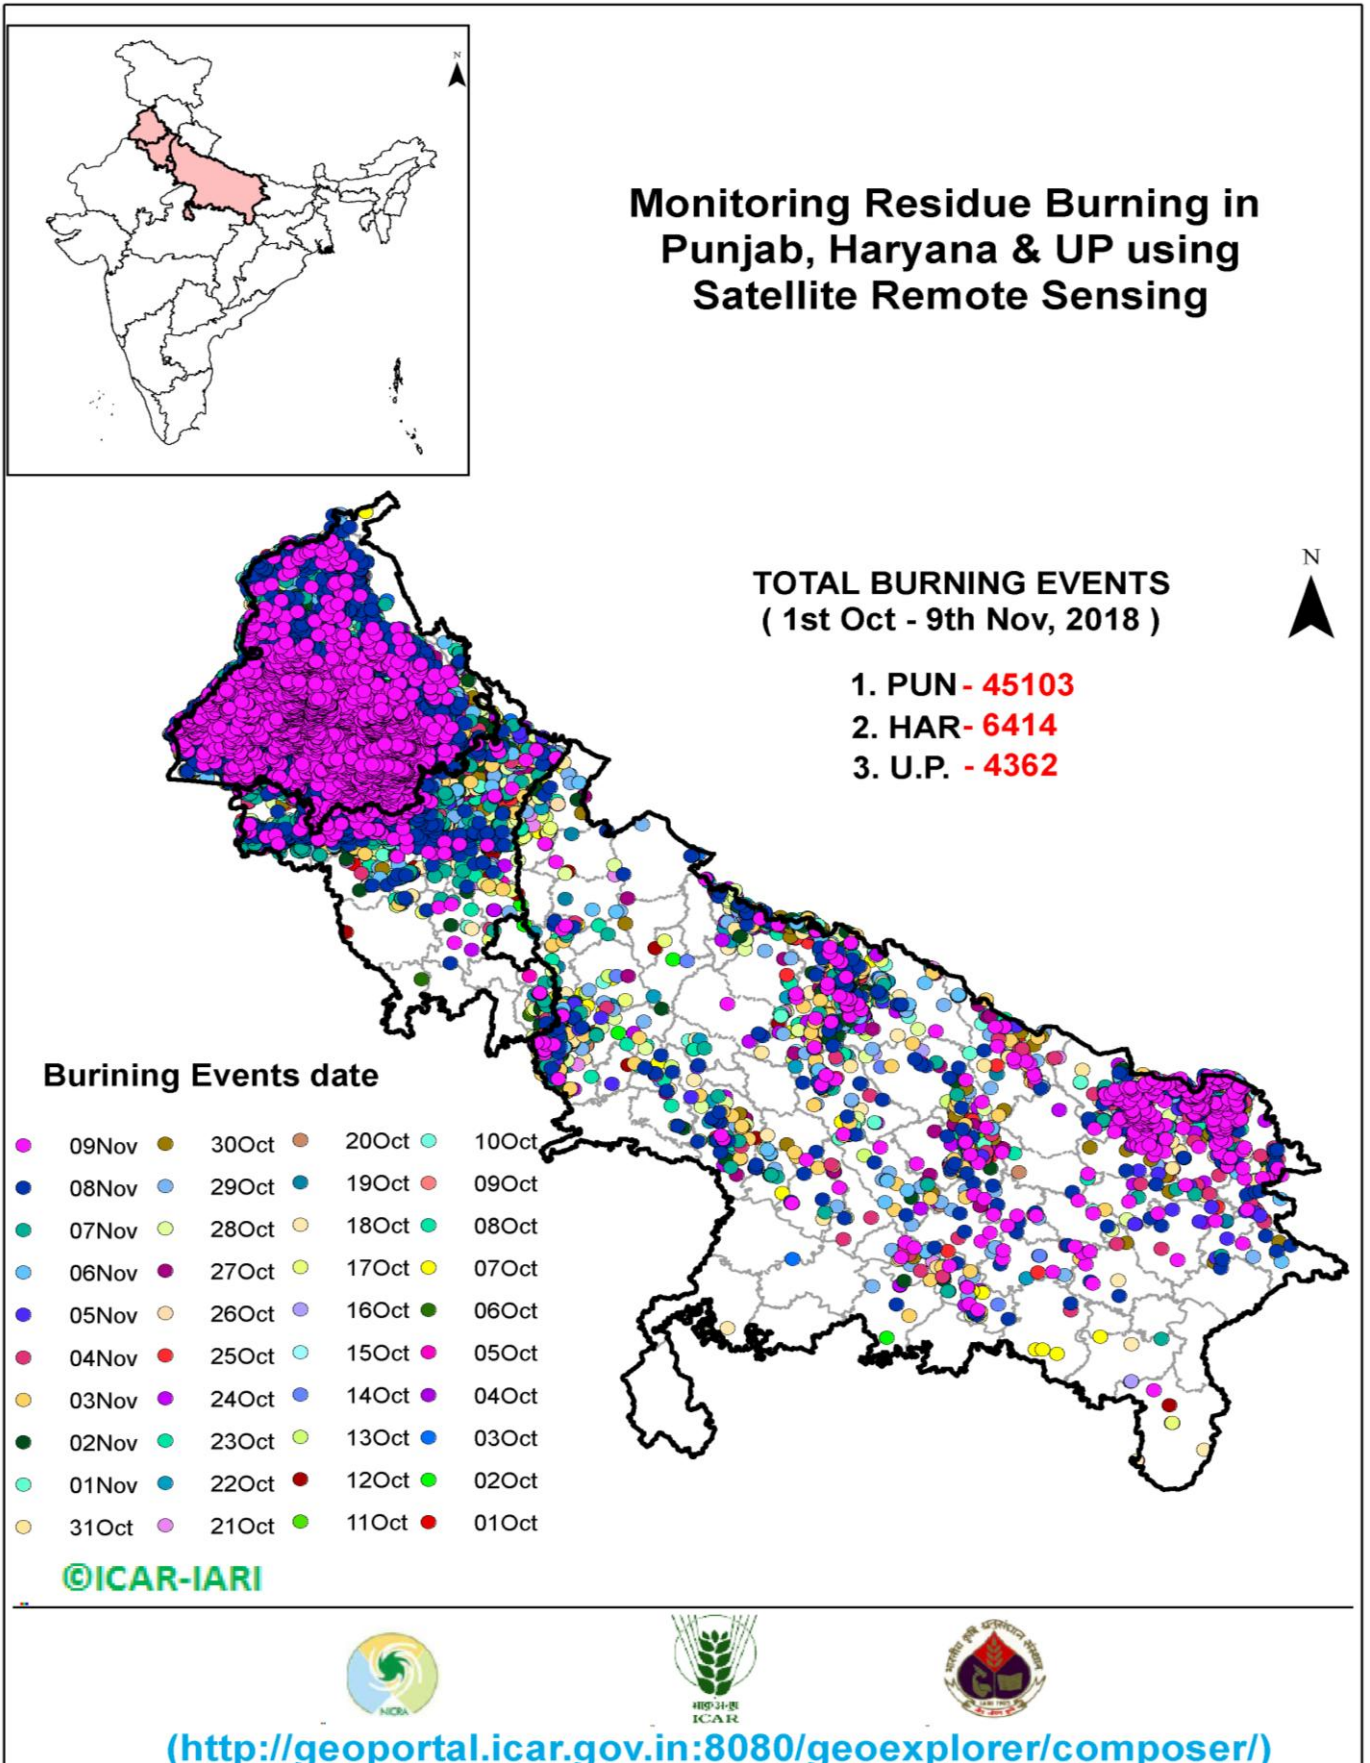 N
Monitoring Residue Burning in
Punjab, Haryana & UP using
Satellite Remote Sensing
TOTAL BURNING EVENTS
( 1st Oct - 9th Nov, 2018 )
N
1. PUN - 45103
2. HAR- 6414
3. U.P. - 4362
Burining Events date
09Nov 30Oct 20Oct 10Oct
08Nov 29Oct 19Oct 09Oct
07Nov 28Oct 18Oct 08Oct
06Nov 27Oct 17Oct 07Oct
05Nov 26Oct 16Oct 06Oct
04Nov 25Oct 15Oct 05Oct
03Nov 24Oct 14Oct 04Oct
02Nov 23Oct 13Oct 03Oct
01Nov 22Oct 12Oct 02Oct
31Oct 21Oct 11Oct 01Oct
©ICAR-IARI
NICRA
भाकृअनुप
ICAR
(http://geoportal.icar.gov.in:8080/geoexplorer/composer/)